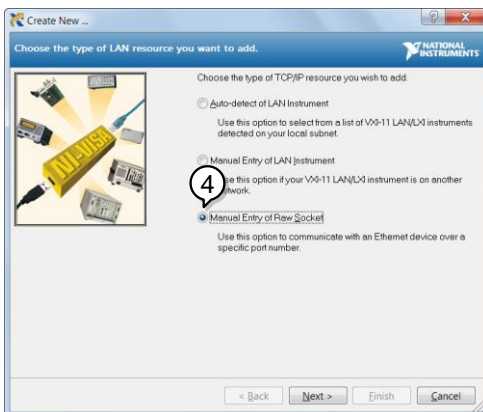 Create New ...
Choose the type of LAN resource you want to add.
NATIONAL
INSTRUMENTS
Choose the type of TCP/IP resource you wish to add.
Auto-detect of LAN Instrument
Use this option to select from a list of VXI-11 LAN/LXI instruments
detected on your local subnet.
Manual Entry of LAN Instrument
this option if your VXI-11 LAN/LXI instrument is on another
4
Manual Entry of Raw Socket
Use this option to communicate with an Ethernet device over a
specific port number.
NI-VISA
< Back
Next >
Finish
Cancel